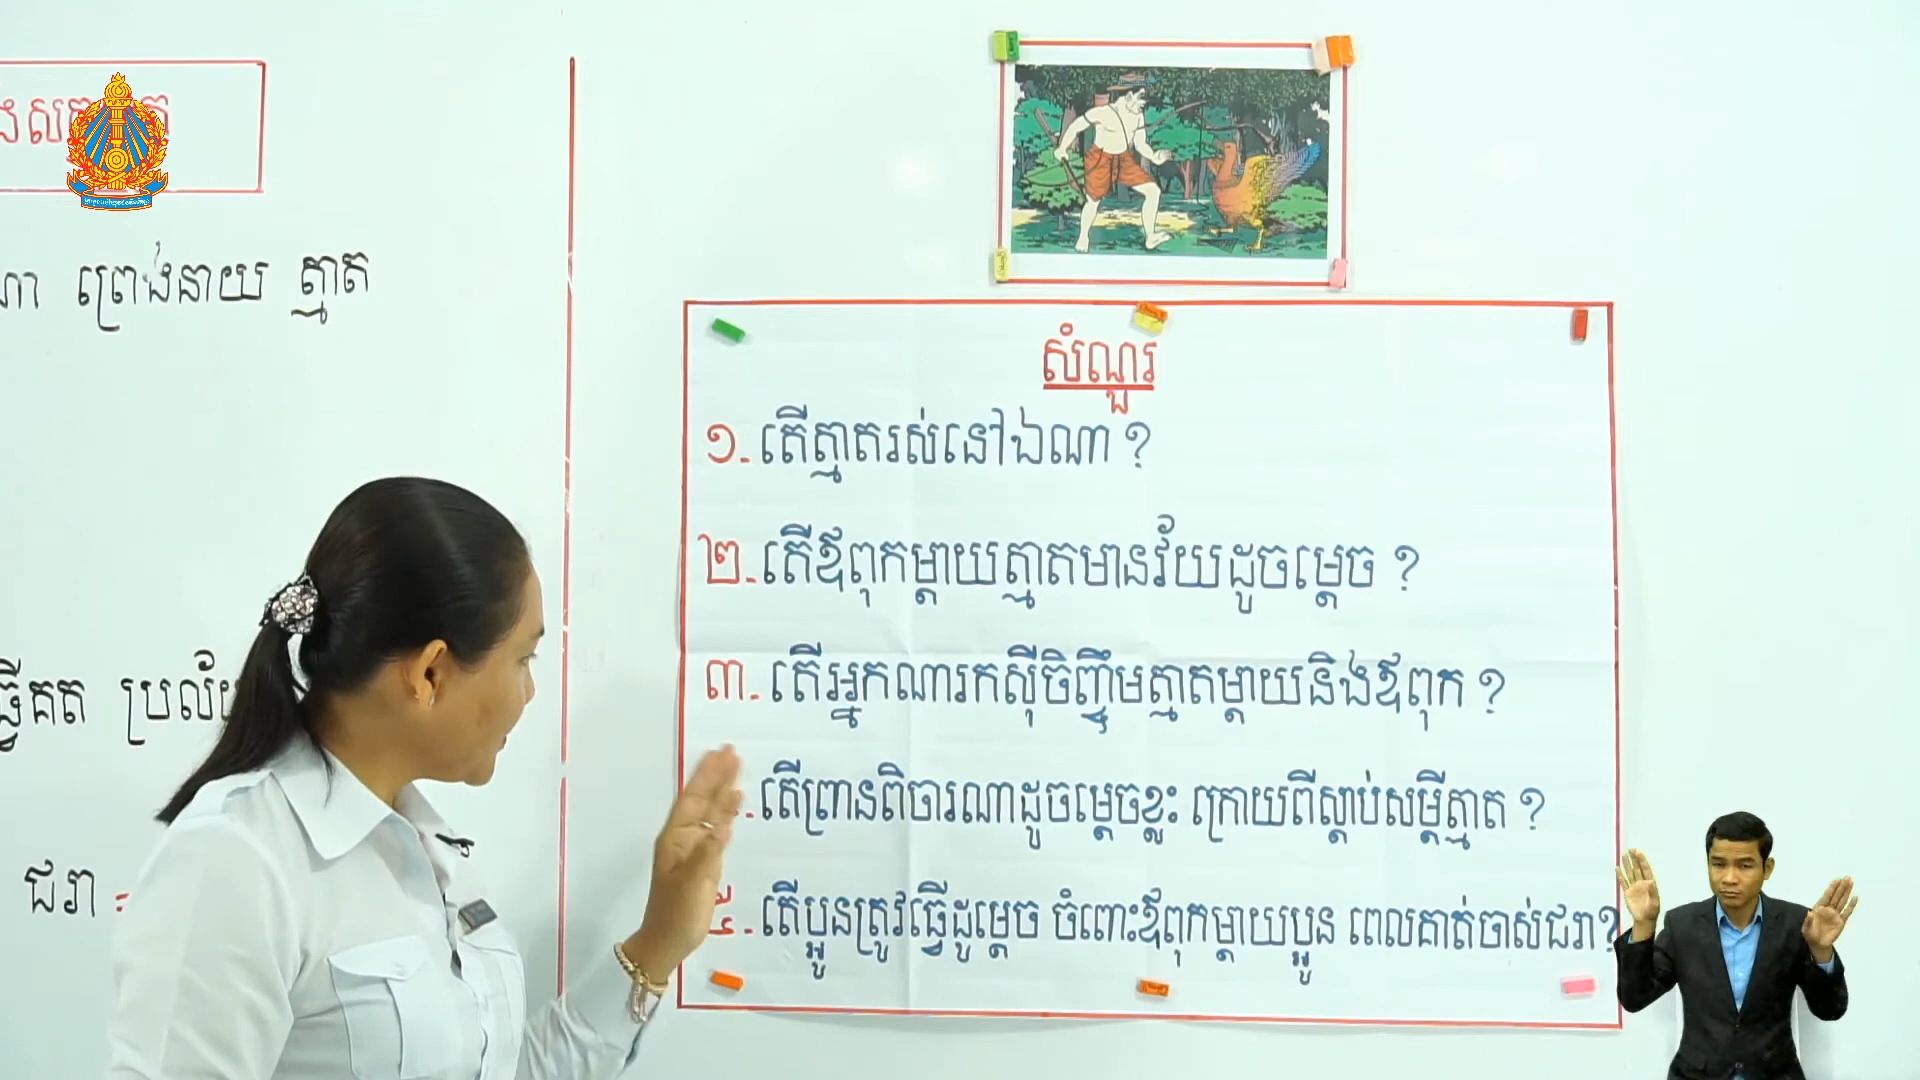 ព្រេងនាយ ត្មាត
ប្រល័យ
ជរា =
សំណួរ
១. តើត្មាតរស់នៅឯណា ?
២. តើឪពុកម្ដាយត្មាតមានវ័យដូចម្ដេច ?
៣. តើអ្នកណារកស៊ីចិញ្ចឹមត្មាតម្ដាយនិងឪពុក ?
. តើព្រានពិចារណាដូចម្ដេចខ្លះ ក្រោយពីស្ដាប់សម្ដីត្មាត ?
៥. តើប្អូនត្រូវធ្វើដូម្ដេច ចំពោះឪពុកម្ដាយប្អូន ពេលគាត់ចាស់ជរា?